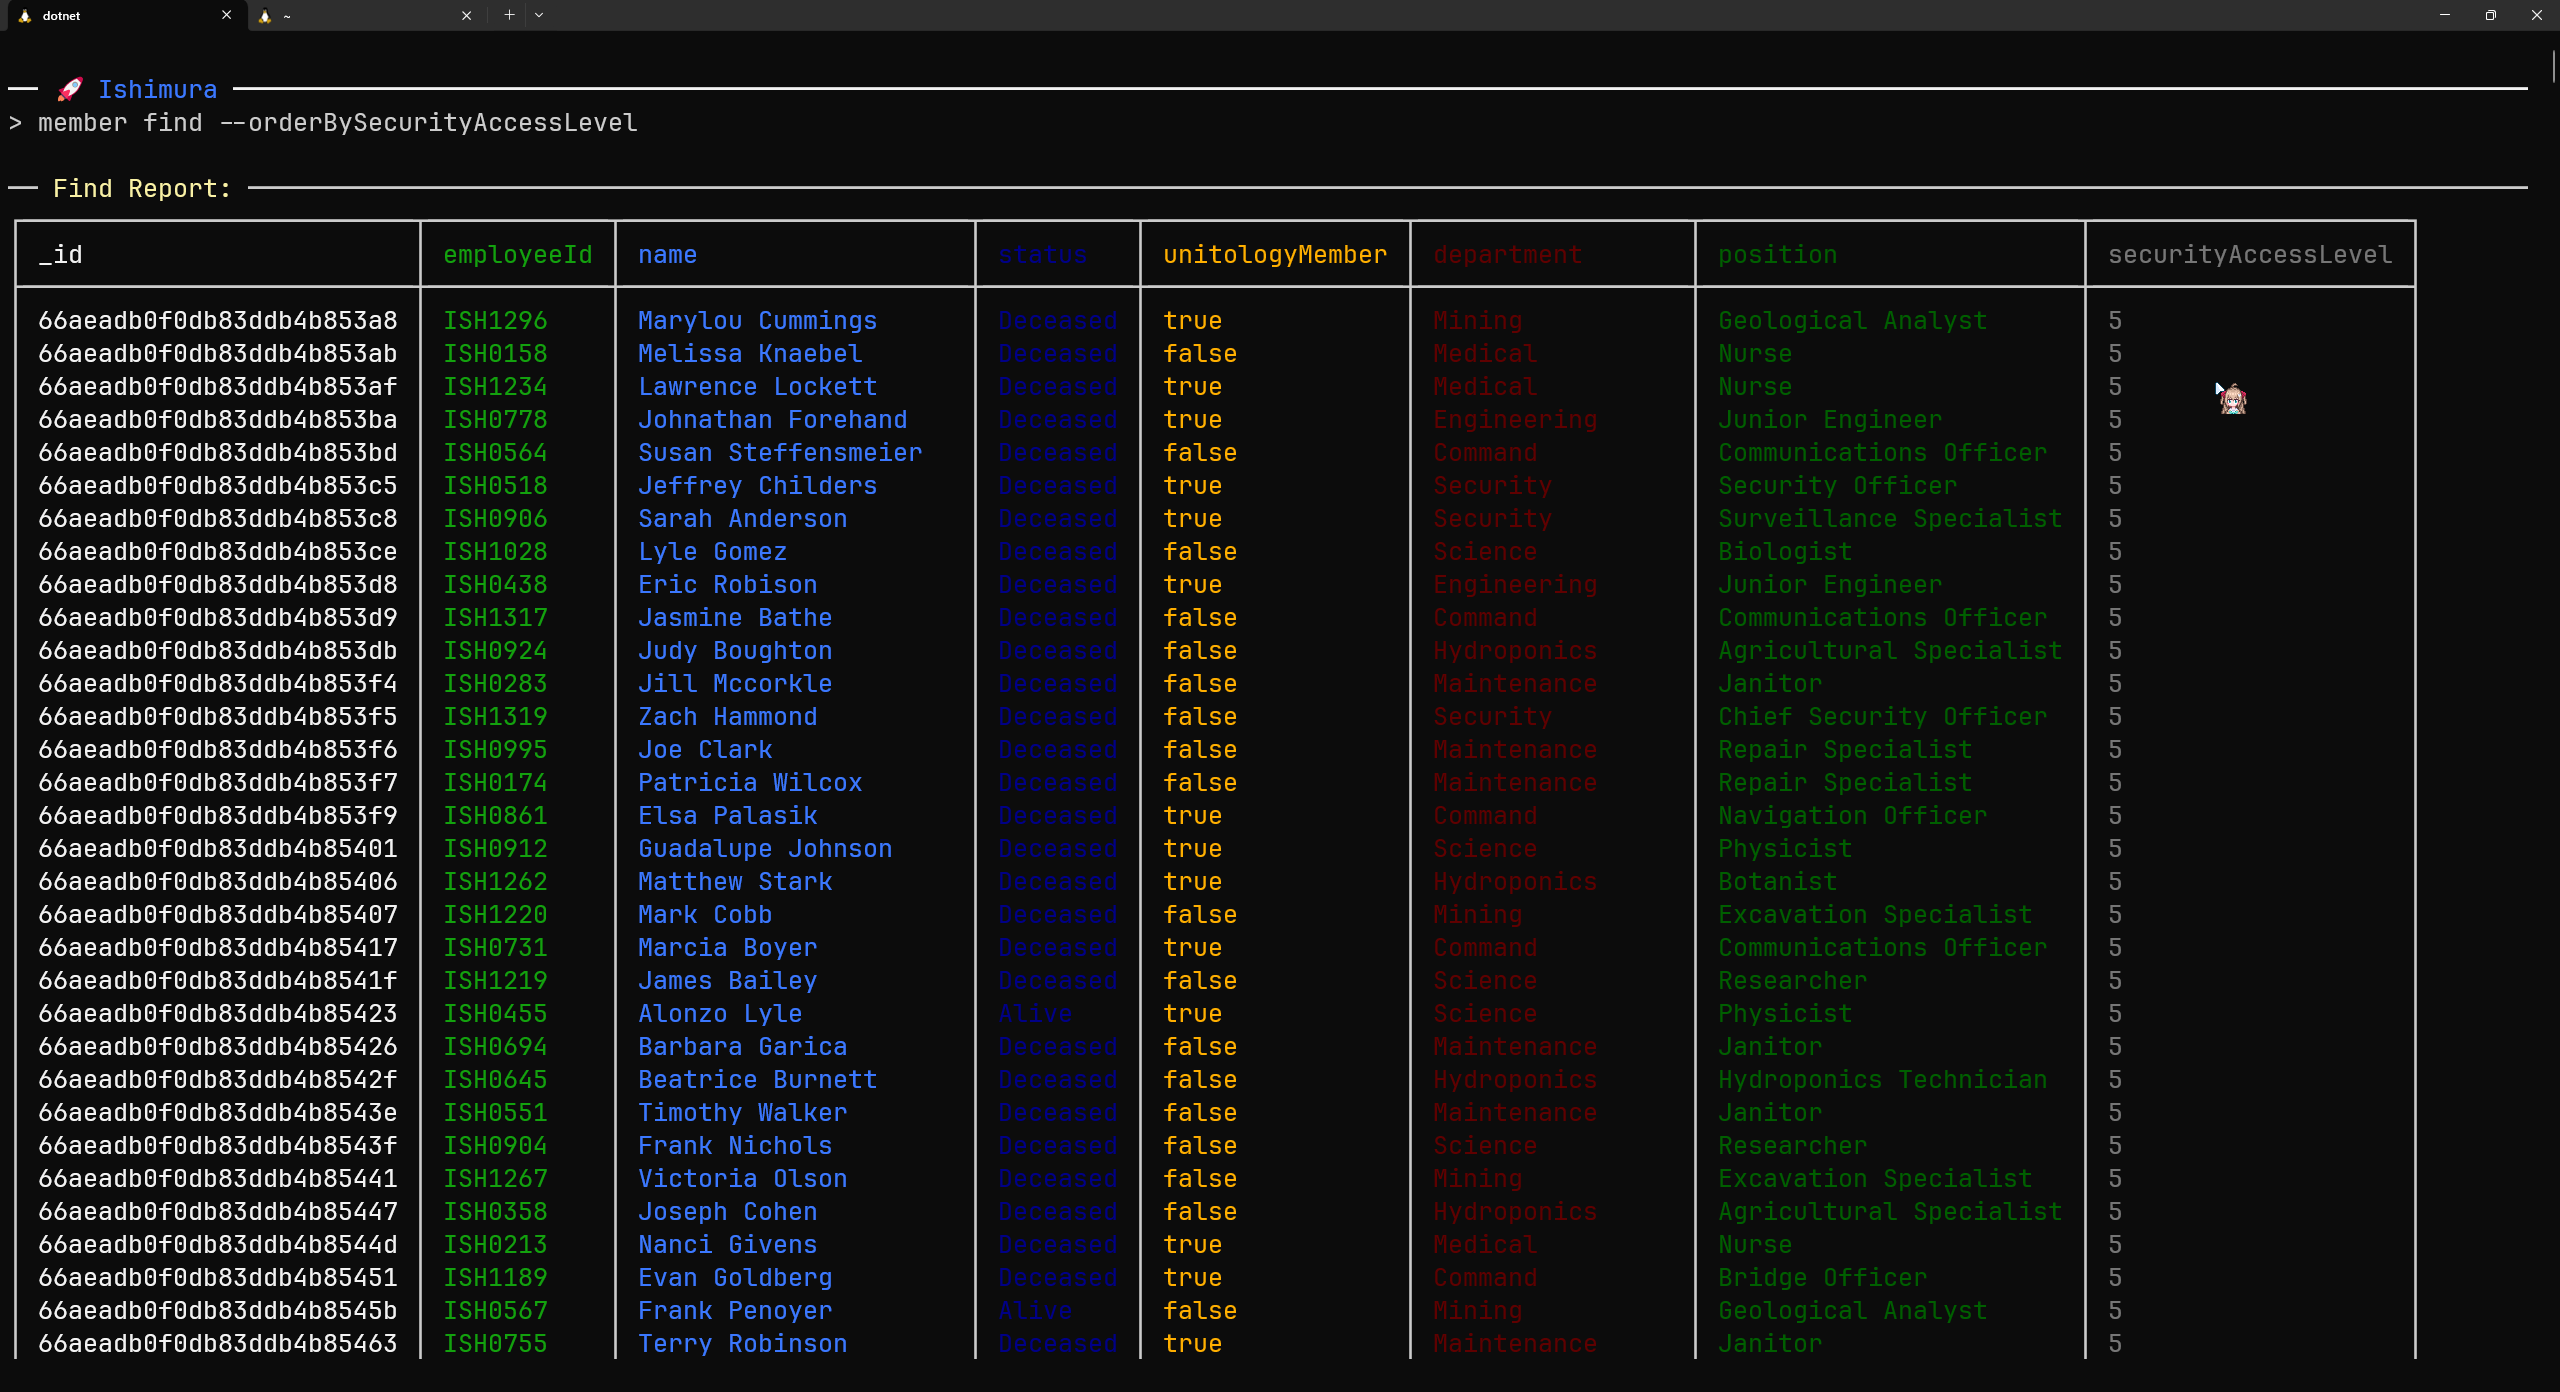 dotnet
~
🚀 Ishimura
> member find --orderBySecurityAccessLevel
Find Report:
_id employeeId name status unitologyMember department position securityAccessLevel
66aeadb0f0db83ddb4b853a8 ISH1296 Marylou Cummings Deceased true Mining Geological Analyst 5
66aeadb0f0db83ddb4b853ab ISH0158 Melissa Knaebel Deceased false Medical Nurse 5
66aeadb0f0db83ddb4b853af ISH1234 Lawrence Lockett Deceased true Medical Nurse 5
66aeadb0f0db83ddb4b853ba ISH0778 Johnathan Forehand Deceased true Engineering Junior Engineer 5
66aeadb0f0db83ddb4b853bd ISH0564 Susan Steffensmeier Deceased false Command Communications Officer 5
66aeadb0f0db83ddb4b853c5 ISH0518 Jeffrey Childers Deceased true Security Security Officer 5
66aeadb0f0db83ddb4b853c8 ISH0906 Sarah Anderson Deceased true Security Surveillance Specialist 5
66aeadb0f0db83ddb4b853ce ISH1028 Lyle Gomez Deceased false Science Biologist 5
66aeadb0f0db83ddb4b853d8 ISH0438 Eric Robison Deceased true Engineering Junior Engineer 5
66aeadb0f0db83ddb4b853d9 ISH1317 Jasmine Bathe Deceased false Command Communications Officer 5
66aeadb0f0db83ddb4b853db ISH0924 Judy Boughton Deceased false Hydroponics Agricultural Specialist 5
66aeadb0f0db83ddb4b853f4 ISH0283 Jill Mccorkle Deceased false Maintenance Janitor 5
66aeadb0f0db83ddb4b853f5 ISH1319 Zach Hammond Deceased false Security Chief Security Officer 5
66aeadb0f0db83ddb4b853f6 ISH0995 Joe Clark Deceased false Maintenance Repair Specialist 5
66aeadb0f0db83ddb4b853f7 ISH0174 Patricia Wilcox Deceased false Maintenance Repair Specialist 5
66aeadb0f0db83ddb4b853f9 ISH0861 Elsa Palasik Deceased true Command Navigation Officer 5
66aeadb0f0db83ddb4b85401 ISH0912 Guadalupe Johnson Deceased true Science Physicist 5
66aeadb0f0db83ddb4b85406 ISH1262 Matthew Stark Deceased true Hydroponics Botanist 5
66aeadb0f0db83ddb4b85407 ISH1220 Mark Cobb Deceased false Mining Excavation Specialist 5
66aeadb0f0db83ddb4b85417 ISH0731 Marcia Boyer Deceased true Command Communications Officer 5
66aeadb0f0db83ddb4b8541f ISH1219 James Bailey Deceased false Science Researcher 5
66aeadb0f0db83ddb4b85423 ISH0455 Alonzo Lyle Alive true Science Physicist 5
66aeadb0f0db83ddb4b85426 ISH0694 Barbara Garica Deceased false Maintenance Janitor 5
66aeadb0f0db83ddb4b8542f ISH0645 Beatrice Burnett Deceased false Hydroponics Hydroponics Technician 5
66aeadb0f0db83ddb4b8543e ISH0551 Timothy Walker Deceased false Maintenance Janitor 5
66aeadb0f0db83ddb4b8543f ISH0904 Frank Nichols Deceased false Science Researcher 5
66aeadb0f0db83ddb4b85441 ISH1267 Victoria Olson Deceased false Mining Excavation Specialist 5
66aeadb0f0db83ddb4b85447 ISH0358 Joseph Cohen Deceased false Hydroponics Agricultural Specialist 5
66aeadb0f0db83ddb4b8544d ISH0213 Nanci Givens Deceased true Medical Nurse 5
66aeadb0f0db83ddb4b85451 ISH1189 Evan Goldberg Deceased true Command Bridge Officer 5
66aeadb0f0db83ddb4b8545b ISH0567 Frank Penoyer Alive false Mining Geological Analyst 5
66aeadb0f0db83ddb4b85463 ISH0755 Terry Robinson Deceased true Maintenance Janitor 5